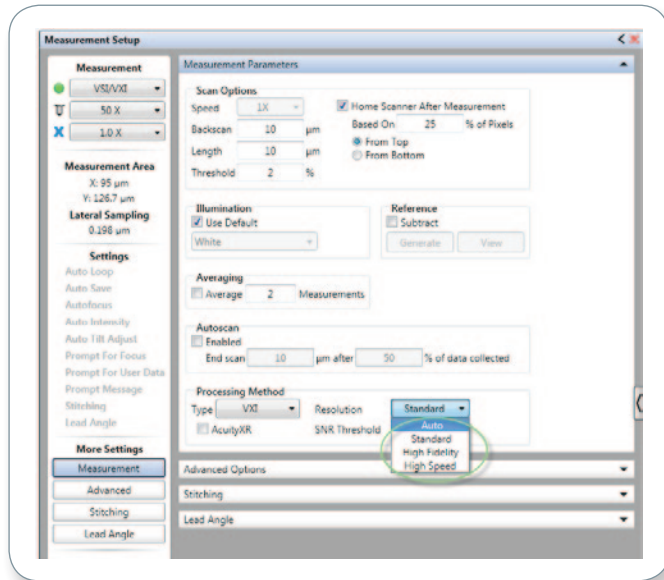 Measurement Setup
Measurement
VSI/VXI
50 X
1.0 X
Measurement Area
X: 95 µm
Y: 126.7 µm
Lateral Sampling
0.198 µm
Settings
Auto Loop
Auto Save
Autofocus
Auto Intensity
Auto Tilt Adjust
Prompt For Focus
Prompt For User Data
Prompt Message
Stitching
Lead Angle
More Settings
Measurement
Advanced
Stitching
Lead Angle
Measurement Parameters
Scan Options
Speed 1X
Backscan 10 µm
Length 10 µm
Threshold 2 %
Home Scanner After Measurement
Based On 25 % of Pixels
From Top
From Bottom
Illumination
Use Default
White
Reference
Subtract
Generate View
Averaging
Average 2 Measurements
Autoscan
Enabled
End scan 10 µm after 50 % of data collected
Processing Method
Type VXI Resolution Standard
AcuityXR SNR Threshold
Auto
Standard
High Fidelity
High Speed
Advanced Options
Stitching
Lead Angle